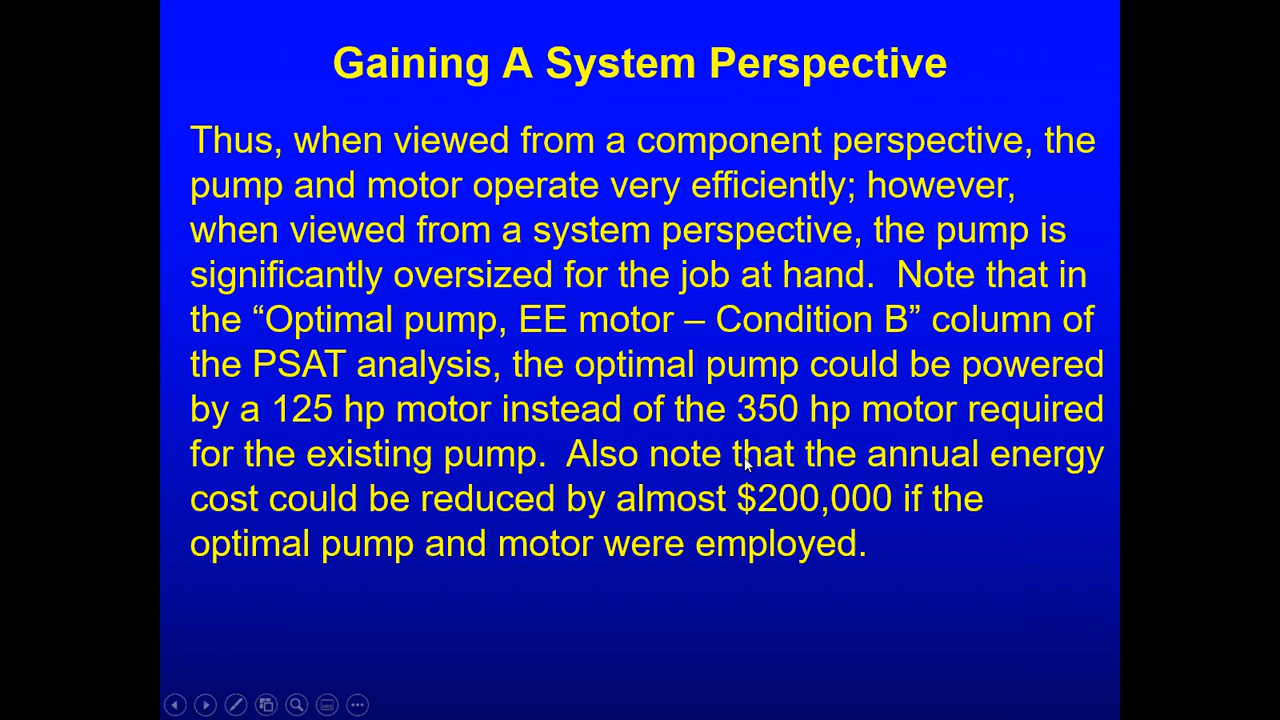 Gaining A System Perspective
Thus, when viewed from a component perspective, the
pump and motor operate very efficiently; however,
when viewed from a system perspective, the pump is
significantly oversized for the job at hand.  Note that in
the “Optimal pump, EE motor – Condition B” column of
the PSAT analysis, the optimal pump could be powered
by a 125 hp motor instead of the 350 hp motor required
for the existing pump.  Also note that the annual energy
cost could be reduced by almost $200,000 if the
optimal pump and motor were employed.